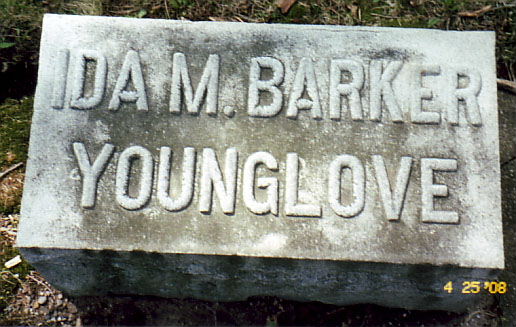 IDA M. BARKER
YOUNGLOVE
4 25 '08